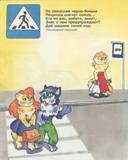 По полоскам черно-белым
Пешеход шагает смело...
Кто из вас, ребята, знает,
Знак о чем предупреждает?
Дай машине тихий ход:
(Пешеходный переход)